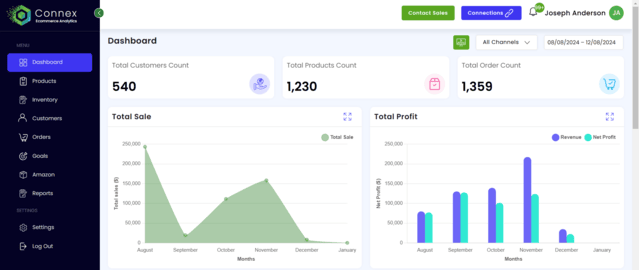 Connex
Ecommerce Analytics
Contact Sales
Connections
99+
Joseph Anderson
JA
MENU
Dashboard
Products
Inventory
Customers
Orders
Goals
Amazon
Reports
SETTINGS
Settings
Log Out
Dashboard
All Channels
08/08/2024 – 12/08/2024
Total Customers Count
540
Total Products Count
1,230
Total Order Count
1,359
Total Sale
Total Sale
Total sales ($)
250,000
200,000
150,000
100,000
50,000
0
August September October November December January
Months
Total Profit
Revenue Net Profit
Net Profit ($)
250,000
200,000
150,000
100,000
50,000
0
August September October November December January
Months